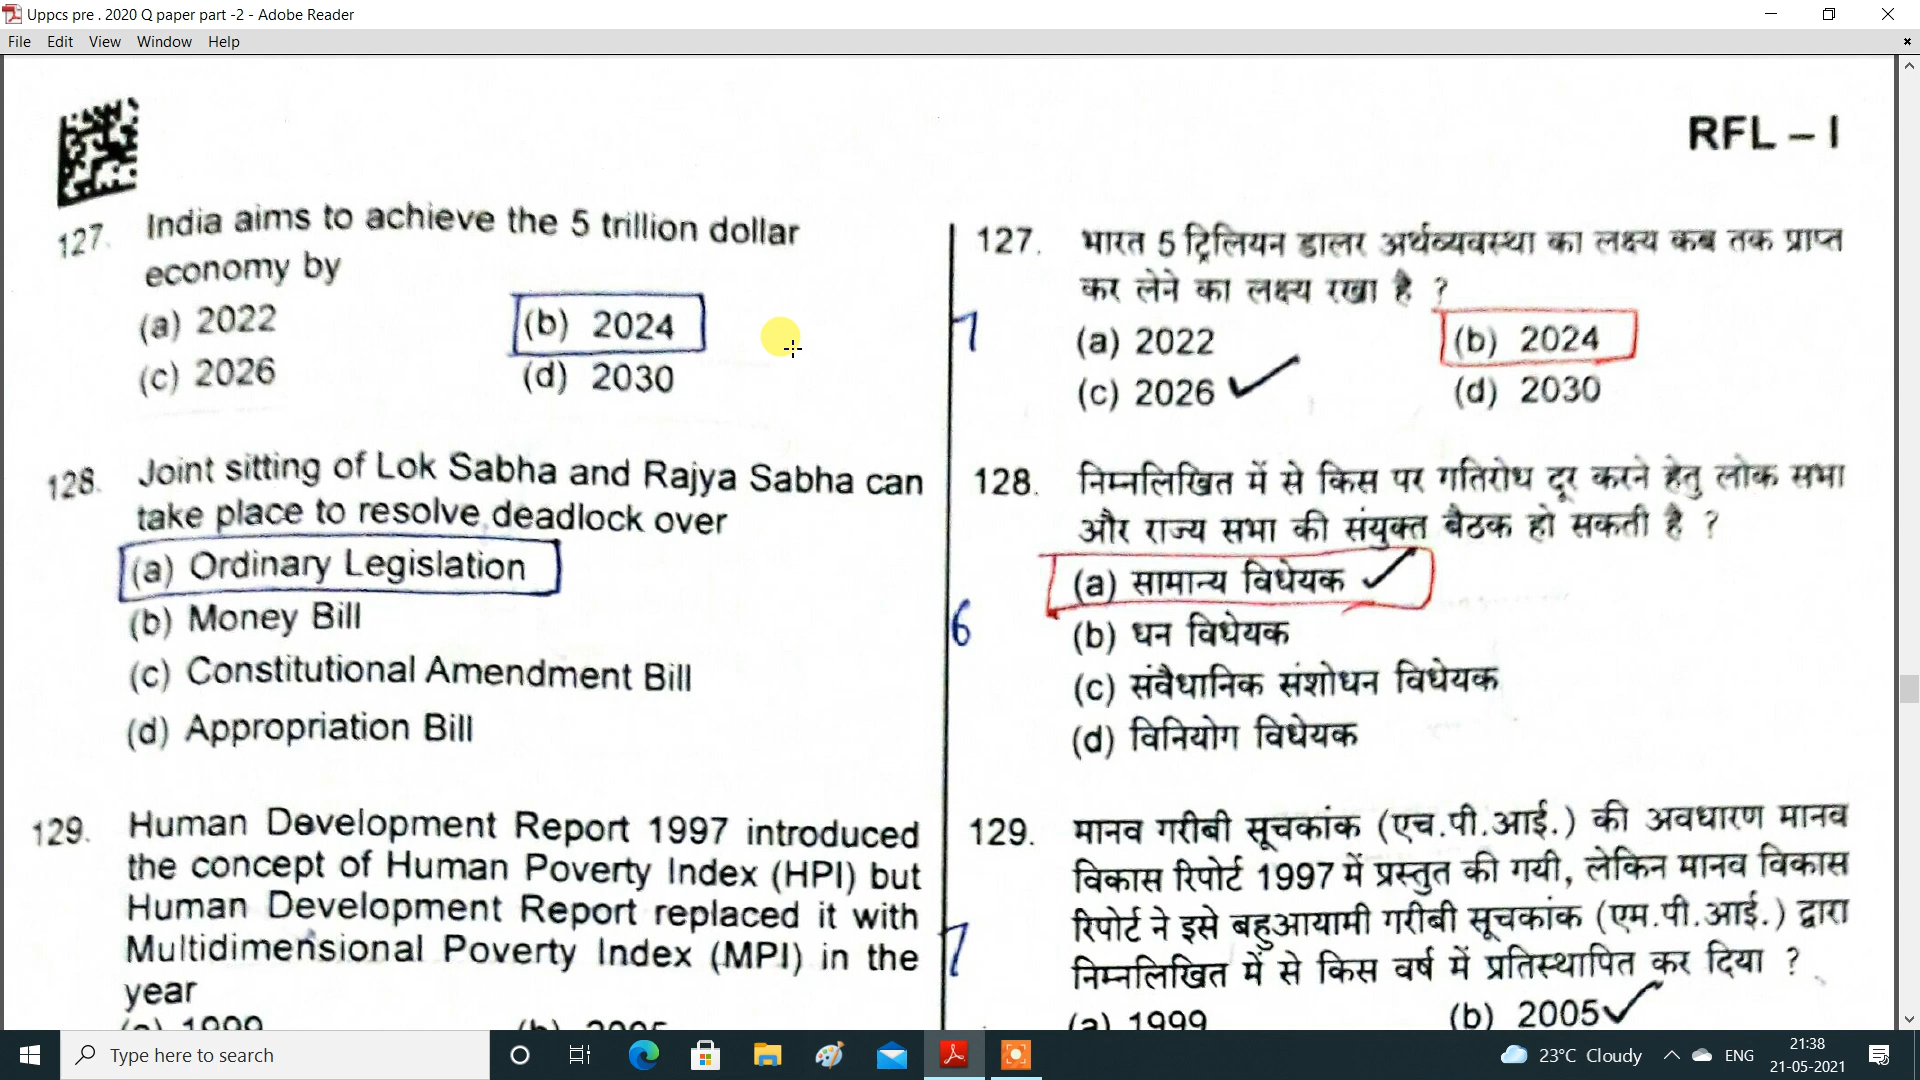 Uppcs pre . 2020 Q paper part -2 - Adobe Reader
File Edit View Window Help
RFL – I
127. India aims to achieve the 5 trillion dollar
economy by
(a) 2022 (b) 2024
(c) 2026 (d) 2030
128. Joint sitting of Lok Sabha and Rajya Sabha can
take place to resolve deadlock over
(a) Ordinary Legislation
(b) Money Bill
(c) Constitutional Amendment Bill
(d) Appropriation Bill
129. Human Development Report 1997 introduced
the concept of Human Poverty Index (HPI) but
Human Development Report replaced it with
Multidimensional Poverty Index (MPI) in the
year
(a) 1999 (b) 2005
7
6
7
127. भारत 5 ट्रिलियन डालर अर्थव्यवस्था का लक्ष्य कब तक प्राप्त
कर लेने का लक्ष्य रखा है ?
(a) 2022 (b) 2024
(c) 2026 (d) 2030
128. निम्नलिखित में से किस पर गतिरोध दूर करने हेतु लोक सभा
और राज्य सभा की संयुक्त बैठक हो सकती है ?
(a) सामान्य विधेयक
(b) धन विधेयक
(c) संवैधानिक संशोधन विधेयक
(d) विनियोग विधेयक
129. मानव गरीबी सूचकांक (एच.पी.आई.) की अवधारण मानव
विकास रिपोर्ट 1997 में प्रस्तुत की गयी, लेकिन मानव विकास
रिपोर्ट ने इसे बहुआयामी गरीबी सूचकांक (एम.पी.आई.) द्वारा
निम्नलिखित में से किस वर्ष में प्रतिस्थापित कर दिया ?
(a) 1999 (b) 2005
Type here to search
23°C Cloudy
ENG
21:38
21-05-2021